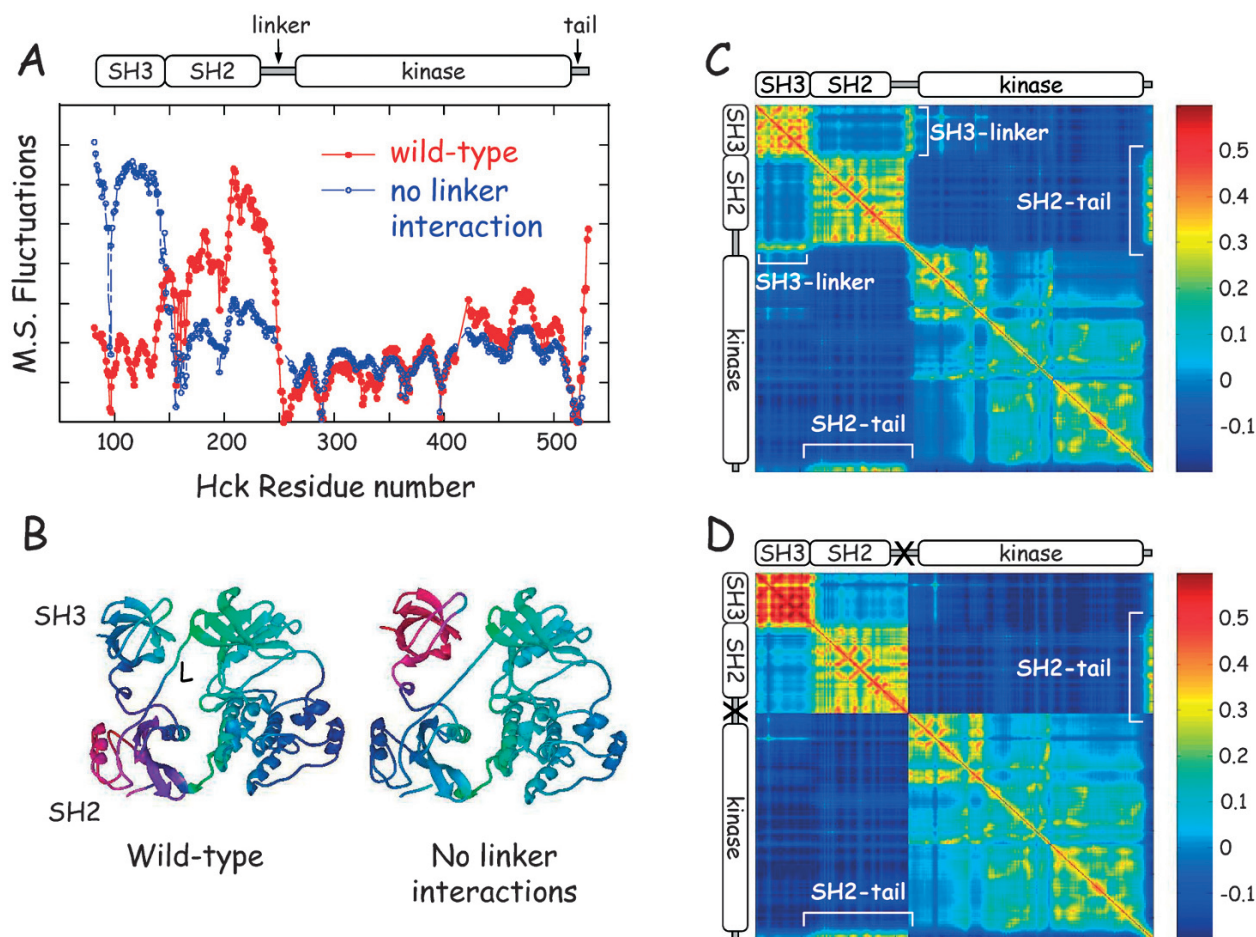 A
linker
tail
SH3
SH2
kinase
M.S. Fluctuations
wild-type
no linker
interaction
100
200
300
400
500
Hck Residue number
B
SH3
L
SH2
Wild-type
No linker
interactions
C
SH3
SH2
kinase
SH3
SH2
kinase
SH3-linker
SH2-tail
SH3-linker
SH2-tail
0.5
0.4
0.3
0.2
0.1
0
-0.1
D
SH3
SH2
X
kinase
SH3
SH2
X
kinase
SH2-tail
SH2-tail
0.5
0.4
0.3
0.2
0.1
0
-0.1